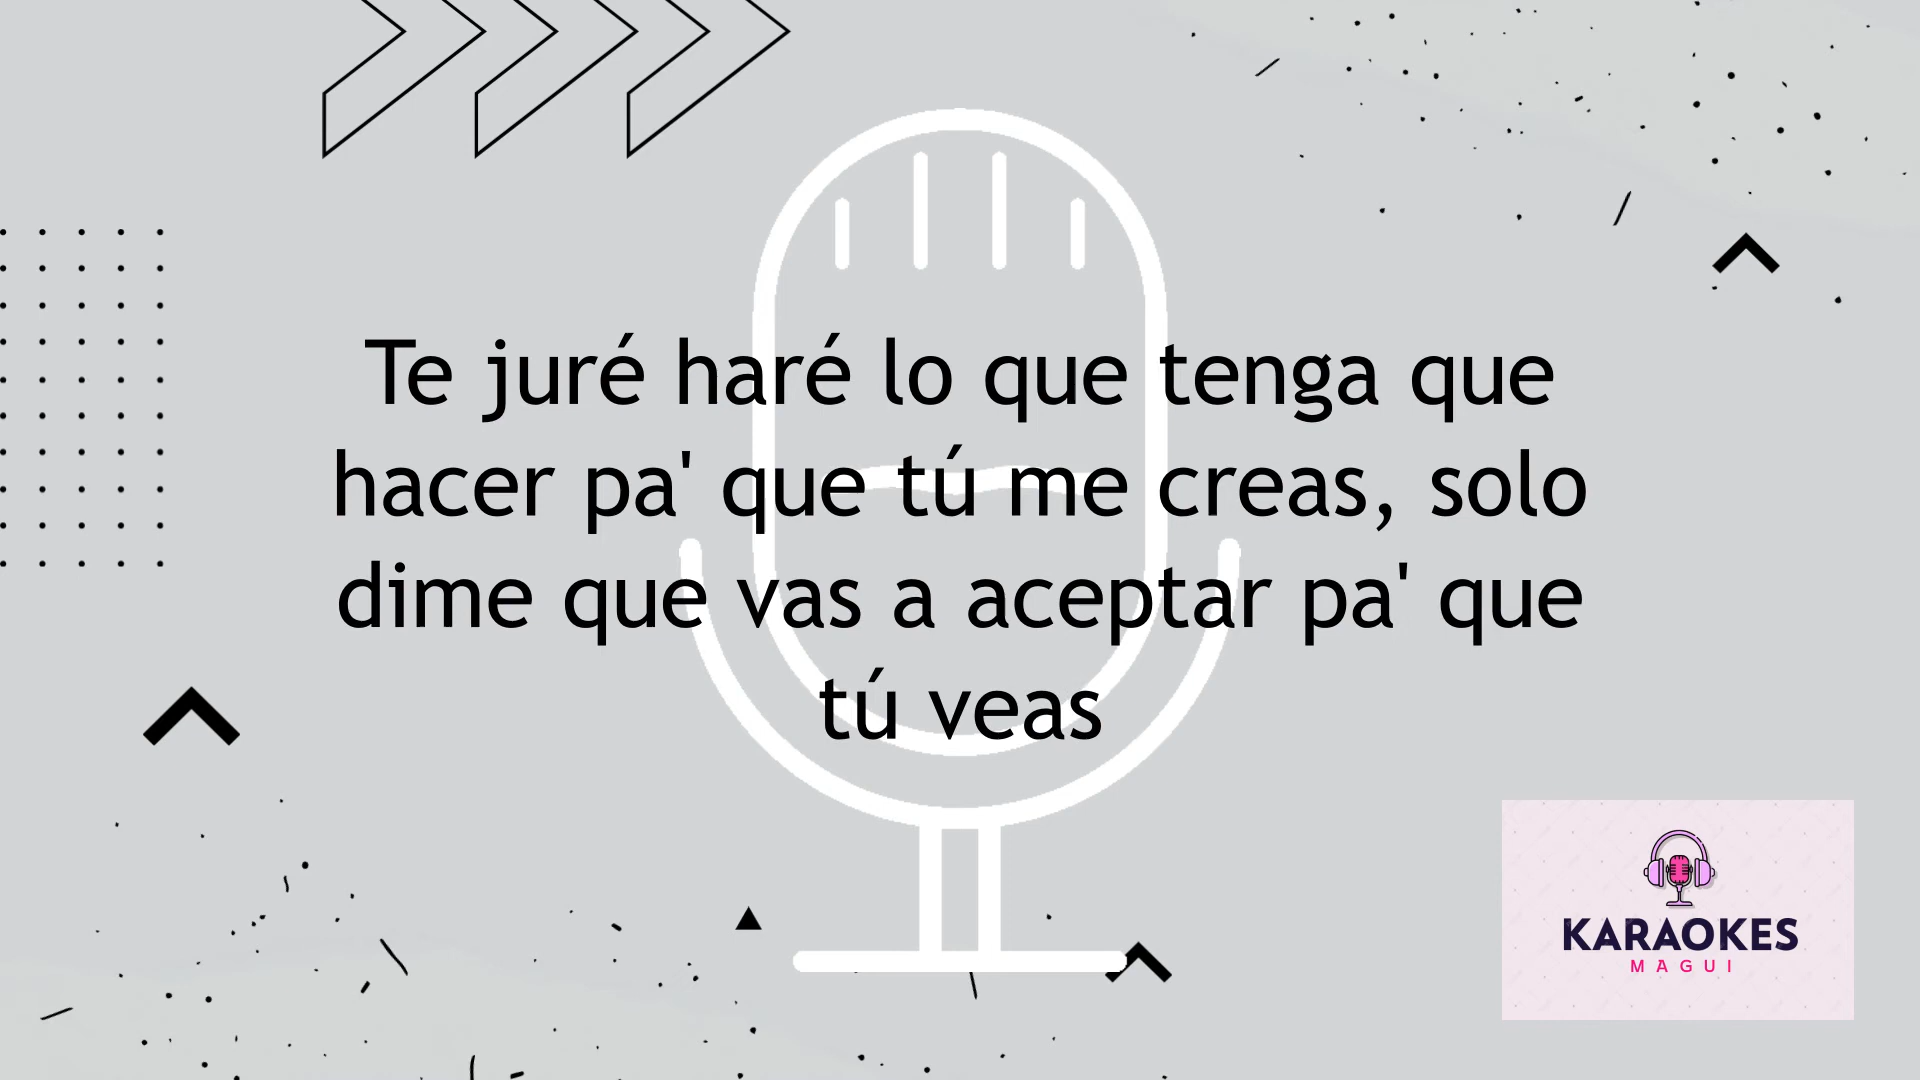 Te juré haré lo que tenga que
hacer pa' que tú me creas, solo
dime que vas a aceptar pa' que
tú veas
KARAOKES
MAGUI